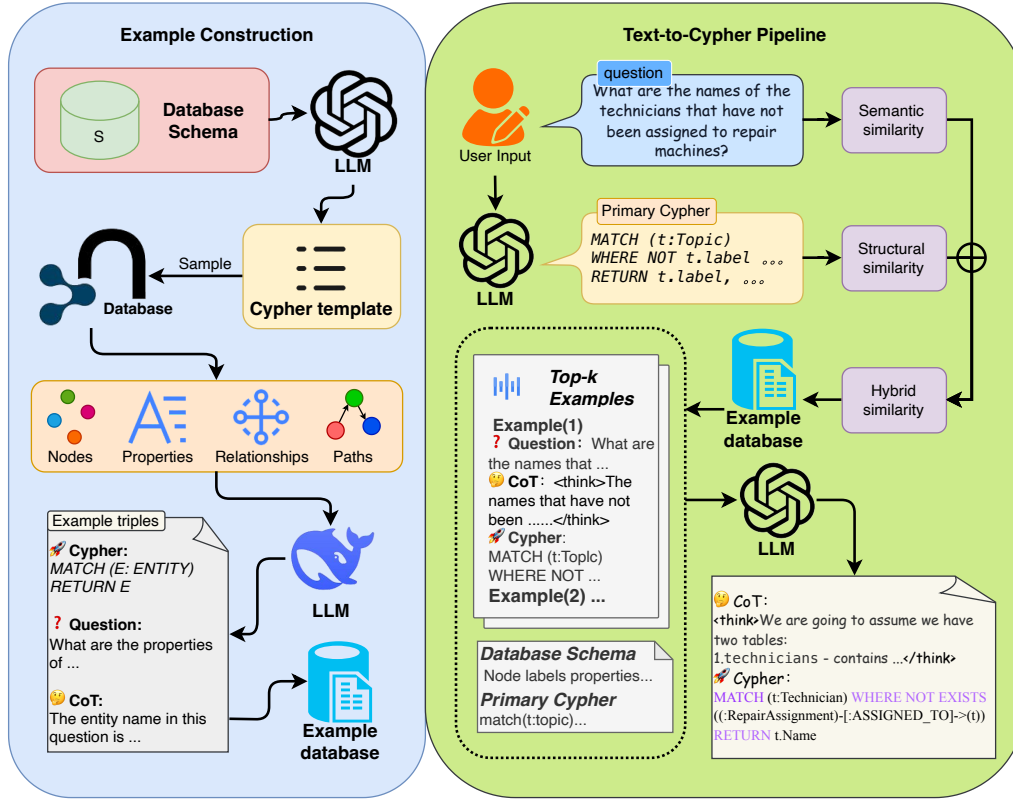 Example Construction
Database
Schema
S
LLM
Sample
Cypher template
Database
Nodes
Properties
Relationships
Paths
Example triples
Cypher:
MATCH (E: ENTITY)
RETURN E
Question:
What are the properties
of ...
CoT:
The entity name in this
question is ...
LLM
Example
database
Text-to-Cypher Pipeline
User Input
question
What are the names of the
technicians that have not
been assigned to repair
machines?
Semantic
similarity
LLM
Primary Cypher
MATCH (t:Topic)
WHERE NOT t.label ...
RETURN t.label, ...
Structural
similarity
Hybrid
similarity
Example
database
Top-k
Examples
Example(1)
? Question: What are
the names that ...
CoT: <think>The
names that have not
been ......</think>
Cypher:
MATCH (t:Topic)
WHERE NOT ...
Example(2) ...
Database Schema
Node labels properties...
Primary Cypher
match(t:topic)...
LLM
CoT:
<think>We are going to assume we have
two tables:
1.technicians - contains ...</think>
Cypher:
MATCH (t:Technician) WHERE NOT EXISTS
((:RepairAssignment)-[:ASSIGNED_TO]->(t))
RETURN t.Name